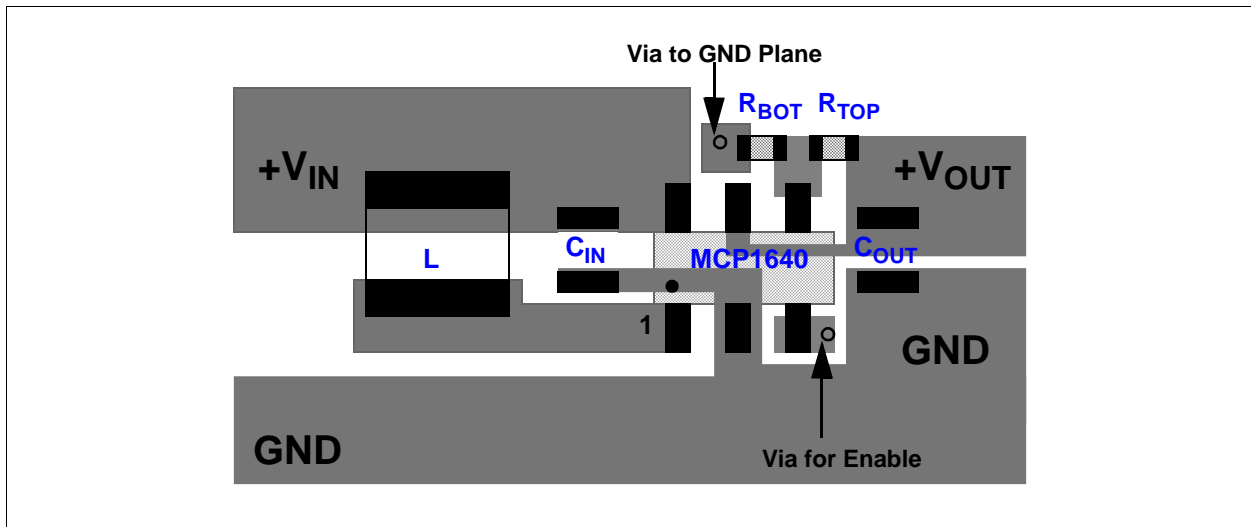 Via to GND Plane
RBOT RTOP
+VIN
+VOUT
L
CIN
MCP1640
COUT
1
GND
GND
Via for Enable